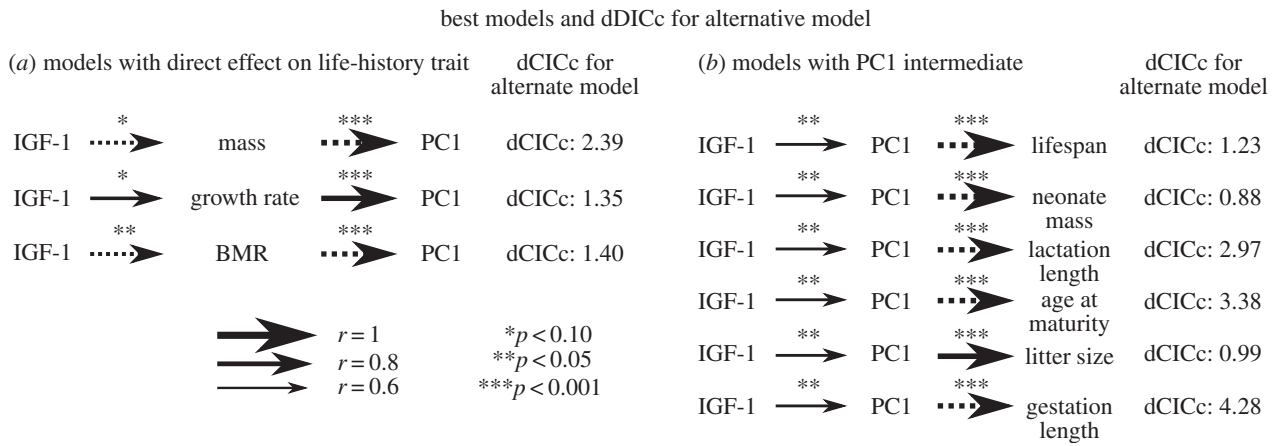 best models and dDICc for alternative model
(a) models with direct effect on life-history trait
dCICc for
alternate model
* ***
IGF-1 mass PC1 dCICc: 2.39
* ***
IGF-1 growth rate PC1 dCICc: 1.35
** ***
IGF-1 BMR PC1 dCICc: 1.40
r = 1 *p < 0.10
r = 0.8 **p < 0.05
r = 0.6 ***p < 0.001
(b) models with PC1 intermediate
dCICc for
alternate model
** ***
IGF-1 PC1 lifespan dCICc: 1.23
** ***
IGF-1 PC1 neonate dCICc: 0.88
mass
** ***
IGF-1 PC1 lactation dCICc: 2.97
length
** ***
IGF-1 PC1 age at dCICc: 3.38
maturity
** ***
IGF-1 PC1 litter size dCICc: 0.99
** ***
IGF-1 PC1 gestation dCICc: 4.28
length